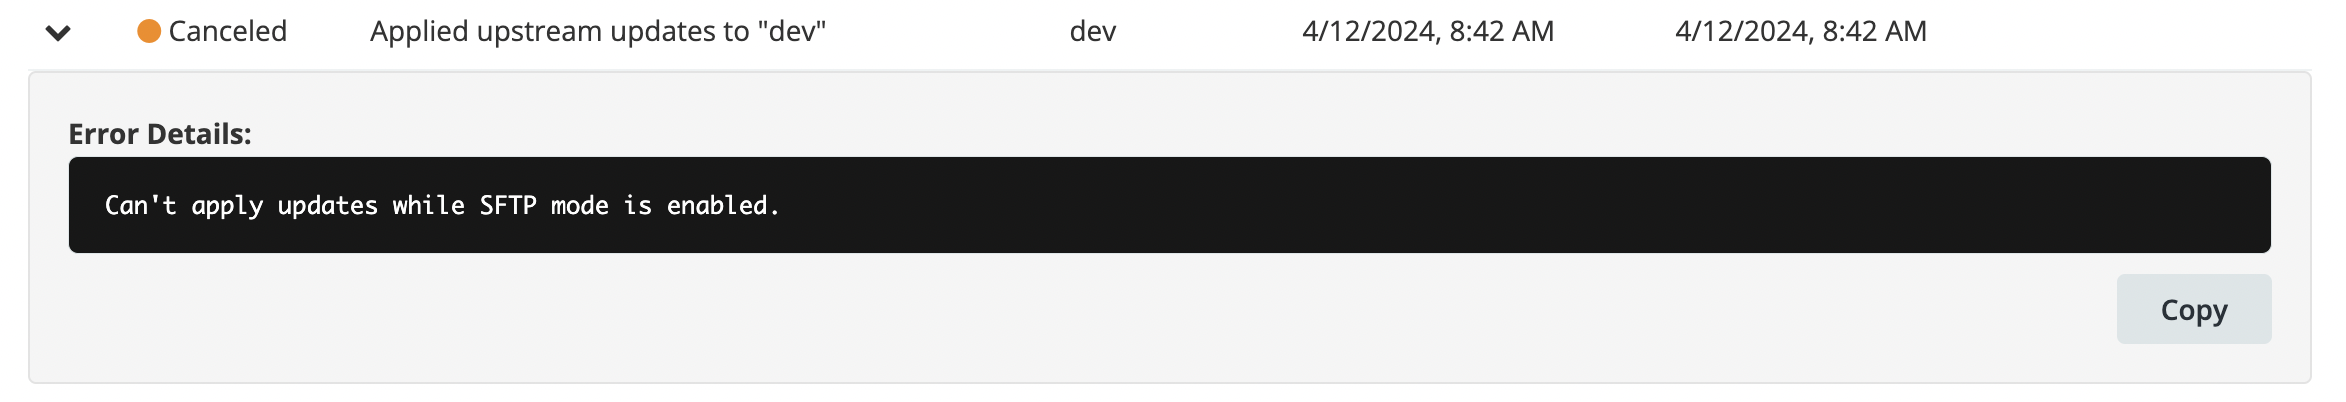 Canceled Applied upstream updates to "dev" dev 4/12/2024, 8:42 AM 4/12/2024, 8:42 AM
Error Details:
Can't apply updates while SFTP mode is enabled.
Copy